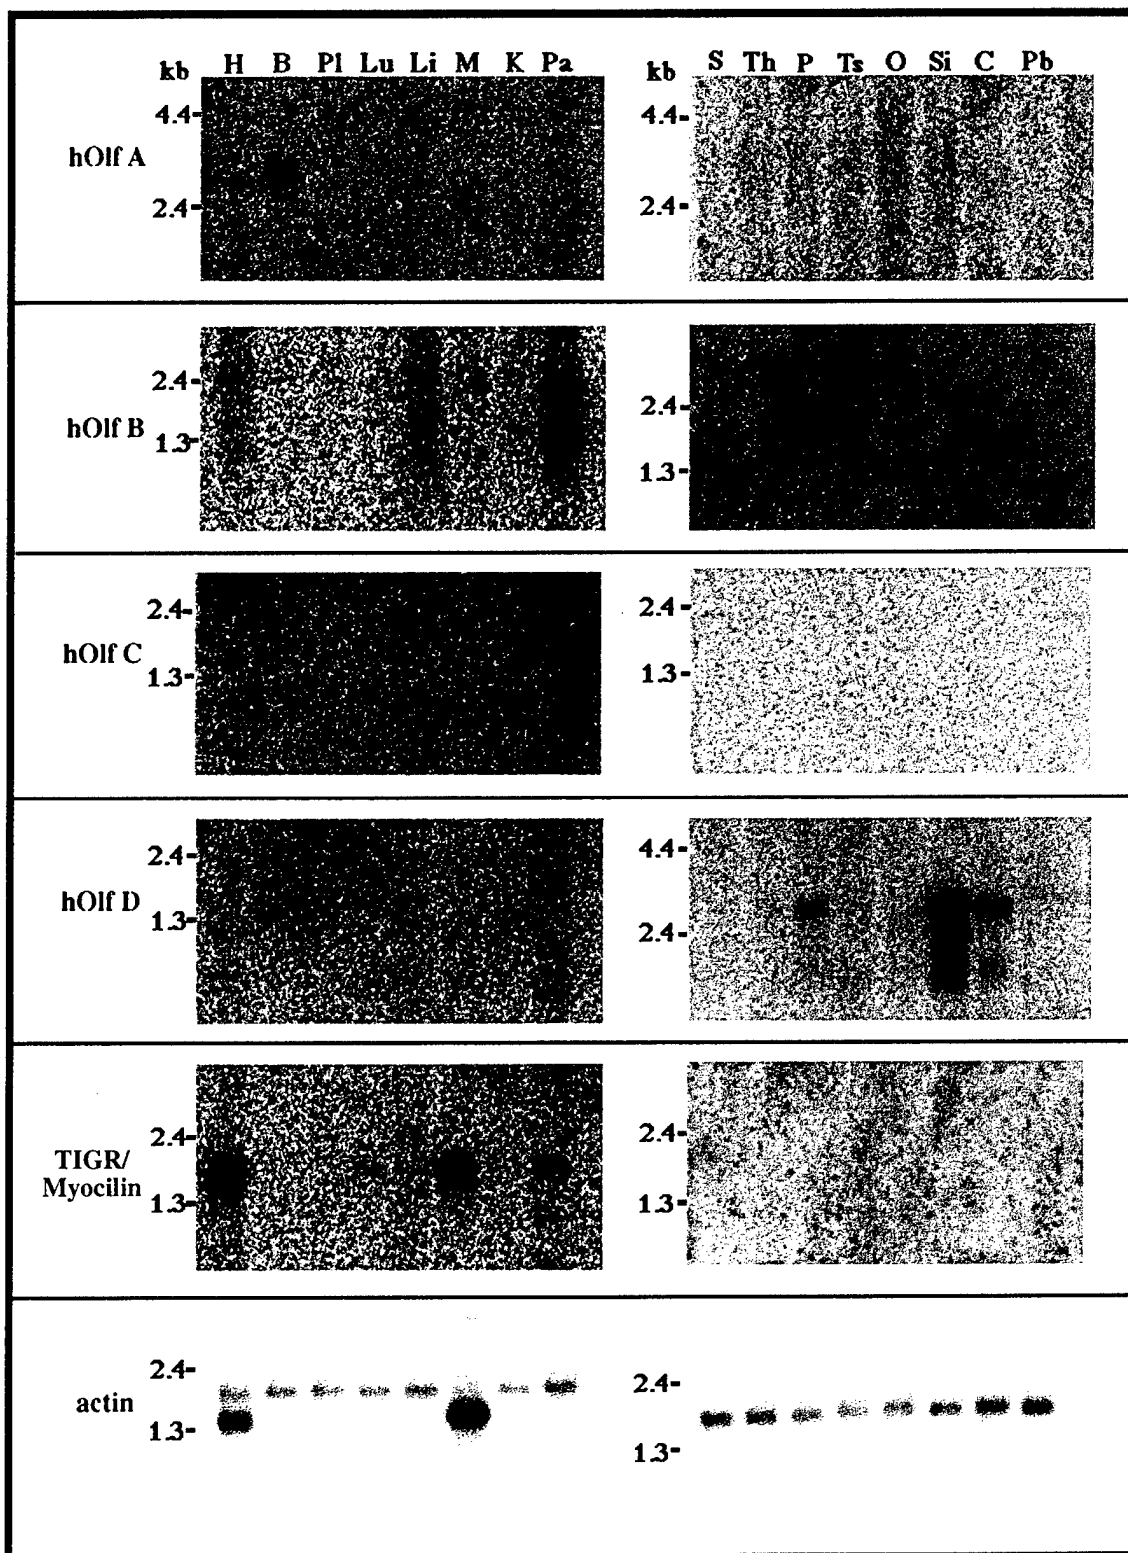 kb H B Pl Lu Li M K Pa kb S Th P Ts O Si C Pb
4.4- 4.4-
hOlf A
2.4- 2.4-
2.4- 2.4-
hOlf B
1.3- 1.3-
2.4- 2.4-
hOlf C
1.3- 1.3-
2.4- 4.4-
hOlf D
1.3- 2.4-
2.4- 2.4-
TIGR/
Myocilin
1.3- 1.3-
2.4- 2.4-
actin
1.3- 1.3-